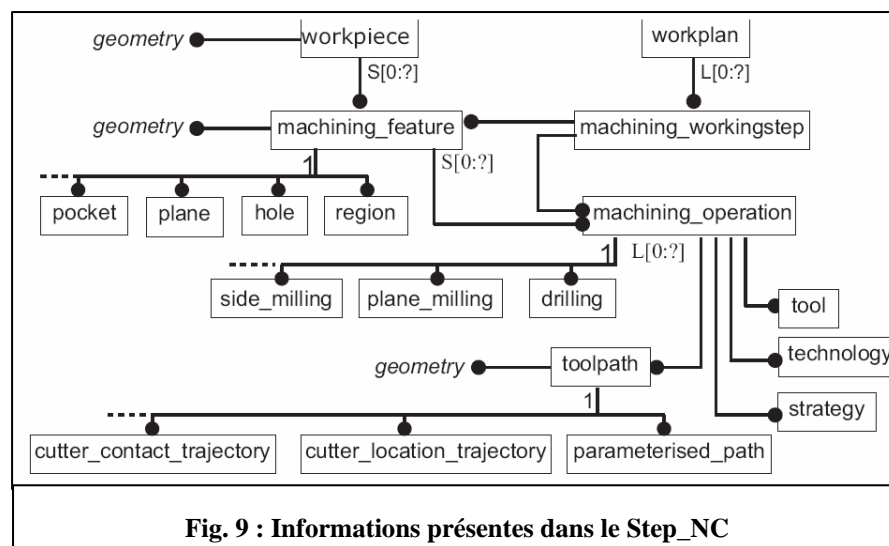 geometry workpiece workplan
S[0:?] L[0:?]
geometry machining_feature machining_workingstep
1 S[0:?]
pocket plane hole region machining_operation
1 L[0:?]
side_milling plane_milling drilling tool
geometry toolpath technology
1 strategy
cutter_contact_trajectory cutter_location_trajectory parameterised_path
Fig. 9 : Informations présentes dans le Step_NC